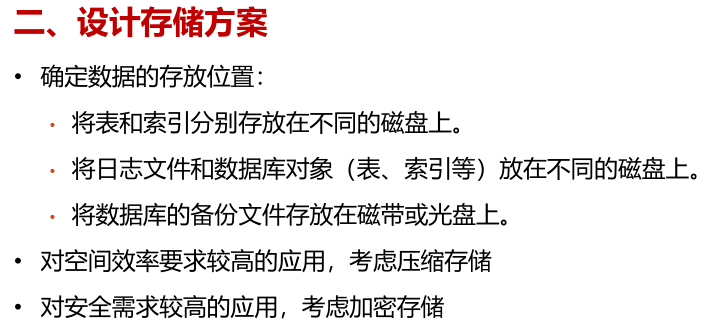 二、设计存储方案
• 确定数据的存放位置：
• 将表和索引分别存放在不同的磁盘上。
• 将日志文件和数据库对象（表、索引等）放在不同的磁盘上。
• 将数据库的备份文件存放在磁带或光盘上。
• 对空间效率要求较高的应用，考虑压缩存储
• 对安全需求较高的应用，考虑加密存储